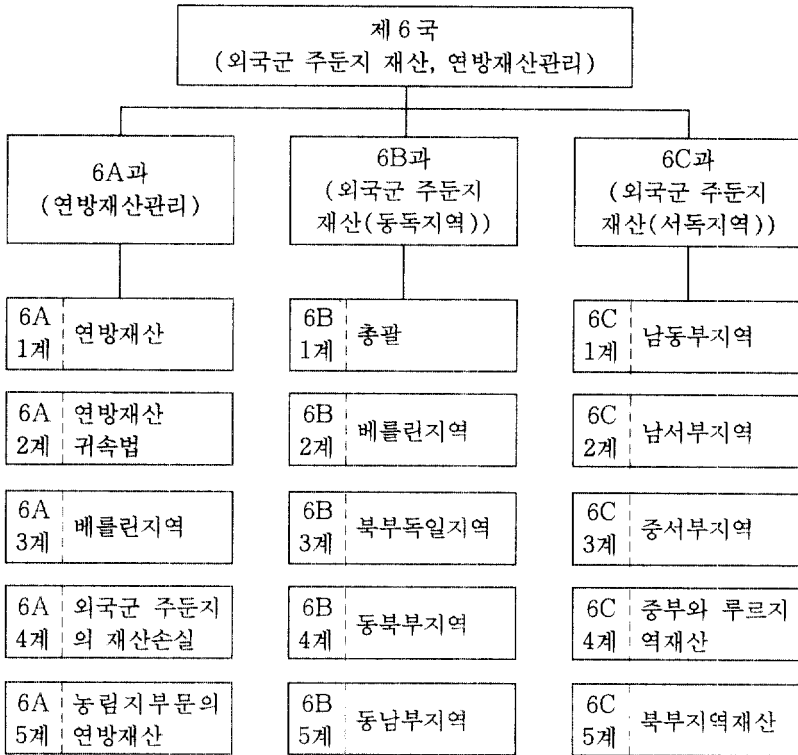 제6국
(외국군 주둔지 재산, 연방재산관리)
6A과
(연방재산관리)
6B과
(외국군 주둔지
재산(동독지역))
6C과
(외국군 주둔지
재산(서독지역))
6A
1계
연방재산
6A
2계
연방재산
귀속법
6A
3계
베를린지역
6A
4계
외국군 주둔지
의 재산손실
6A
5계
농림지부문의
연방재산
6B
1계
총괄
6B
2계
베를린지역
6B
3계
북부독일지역
6B
4계
동북부지역
6B
5계
동남부지역
6C
1계
남동부지역
6C
2계
남서부지역
6C
3계
중서부지역
6C
4계
중부와 루르지
역재산
6C
5계
북부지역재산